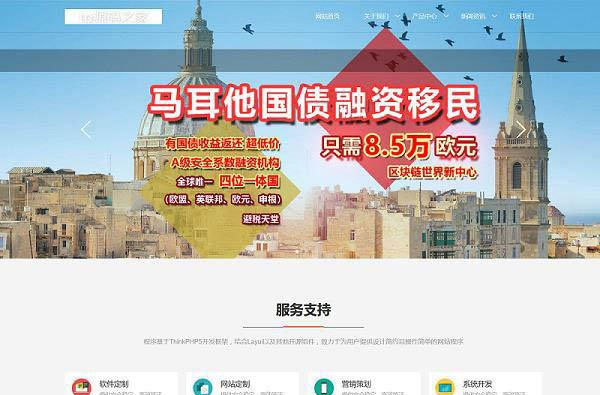 网站首页
关于我们
产品中心
新闻资讯
联系我们
马耳他国债融资移民
有国债收益返还 超低价
只需8.5万欧元
A级安全系数融资机构
区块链世界新中心
全球唯一 四位一体国
(欧盟、英联邦、欧元、申根)
避税天堂
服务支持
程序基于ThinkPHP5开发框架，结合Layui以及其他开源组件，致力于为用户提供设计简约且操作简单的网站程序
软件定制
网站定制
营销策划
系统开发